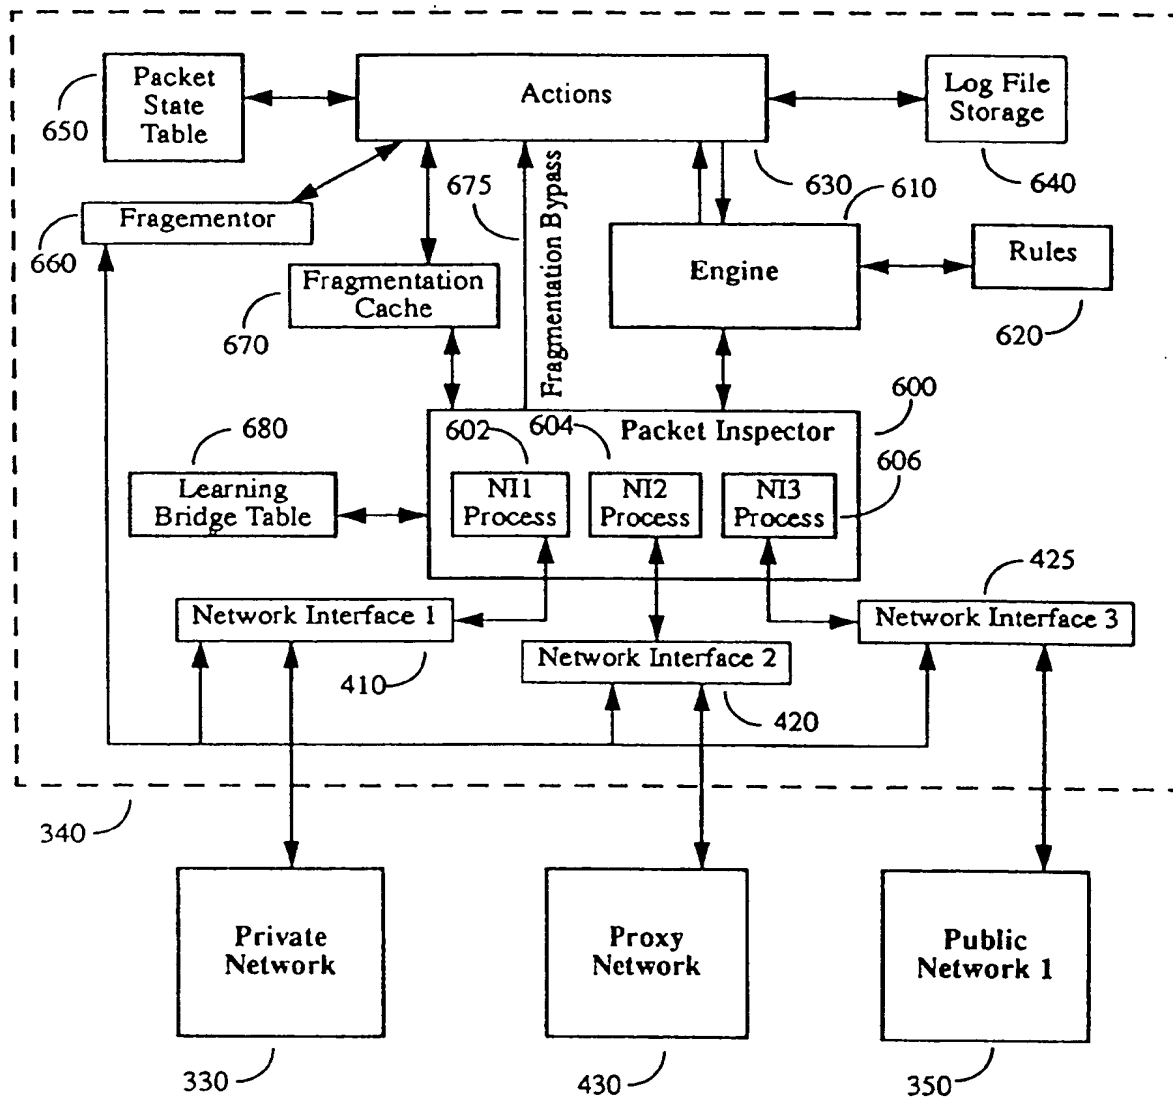 Packet
State
Table
650
Actions
Log File
Storage
640
630
610
675
Fragmentation Bypass
Fragementor
660
Fragmentation
Cache
670
Engine
Rules
620
600
680
602
604
Packet Inspector
606
Learning
Bridge Table
NI1
Process
NI2
Process
NI3
Process
425
Network Interface 1
Network Interface 3
410
Network Interface 2
420
340
Private
Network
Proxy
Network
Public
Network 1
330
430
350